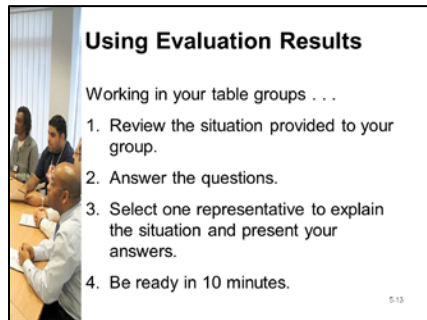 Using Evaluation Results
Working in your table groups . . .
1. Review the situation provided to your
group.
2. Answer the questions.
3. Select one representative to explain
the situation and present your
answers.
4. Be ready in 10 minutes.
5-13